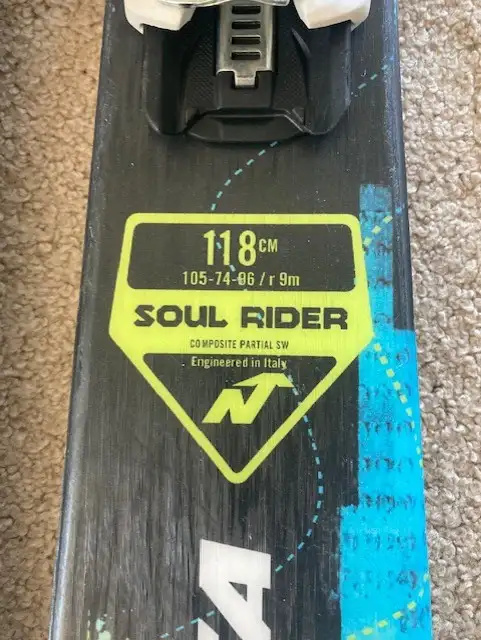 118CM
105-74-96 / r 9m
SOUL RIDER
COMPOSITE PARTIAL SW
Engineered in Italy
N